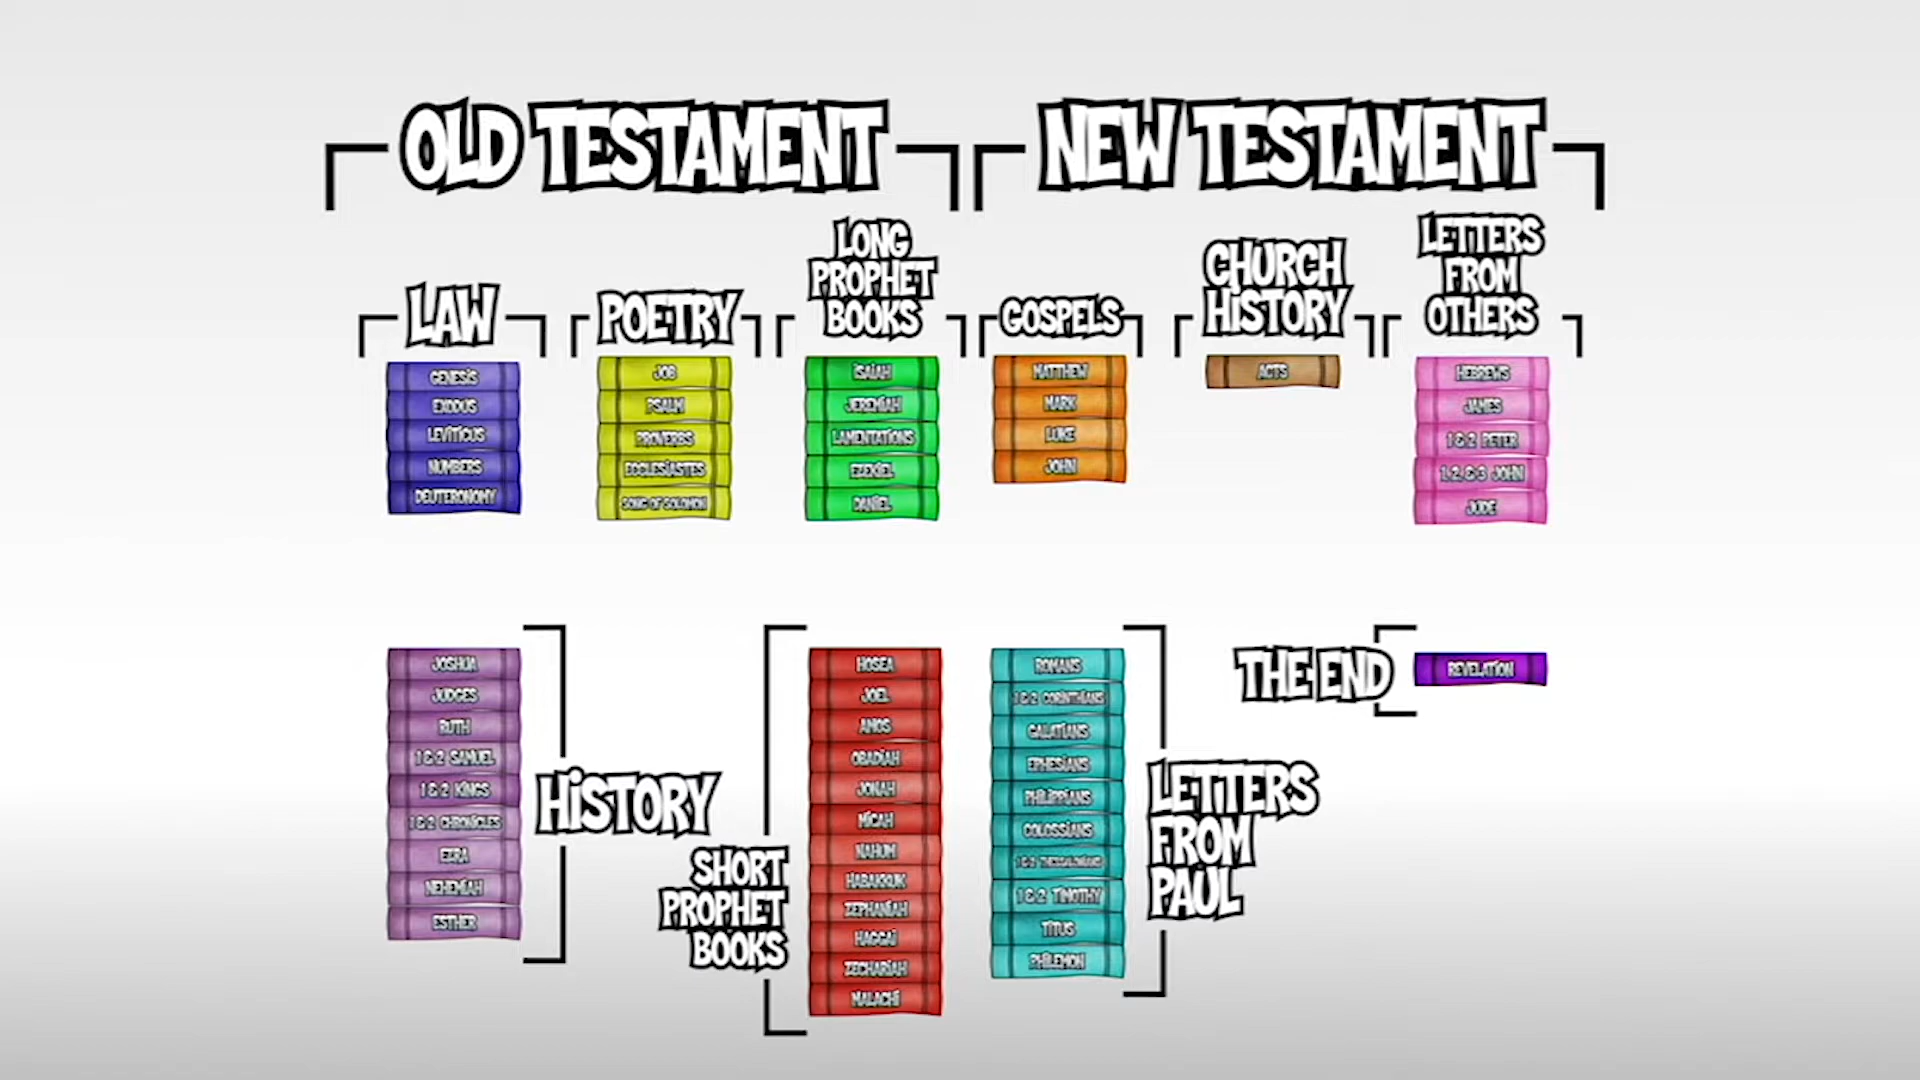 OLD TESTAMENT
NEW TESTAMENT
LAW
GENESIS
EXODUS
LEVITICUS
NUMBERS
DEUTERONOMY
POETRY
JOB
PSALM
PROVERBS
ECCLESIASTES
SONG OF SOLOMON
LONG
PROPHET
BOOKS
ISAIAH
JEREMIAH
LAMENTATIONS
EZEKIEL
DANIEL
GOSPELS
MATTHEW
MARK
LUKE
JOHN
CHURCH
HISTORY
ACTS
LETTERS
FROM
OTHERS
HEBREWS
JAMES
1 & 2 PETER
1, 2, & 3 JOHN
JUDE
JOSHUA
JUDGES
RUTH
1 & 2 SAMUEL
1 & 2 KINGS
1 & 2 CHRONICLES
EZRA
NEHEMIAH
ESTHER
HISTORY
SHORT
PROPHET
BOOKS
HOSEA
JOEL
AMOS
OBADIAH
JONAH
MICAH
NAHUM
HABAKKUK
ZEPHANIAH
HAGGAI
ZECHARIAH
MALACHI
ROMANS
1 & 2 CORINTHIANS
GALATIANS
EPHESIANS
PHILIPPIANS
COLOSSIANS
1 & 2 THESSALONIANS
1 & 2 TIMOTHY
TITUS
PHILEMON
LETTERS
FROM
PAUL
THE END
REVELATION